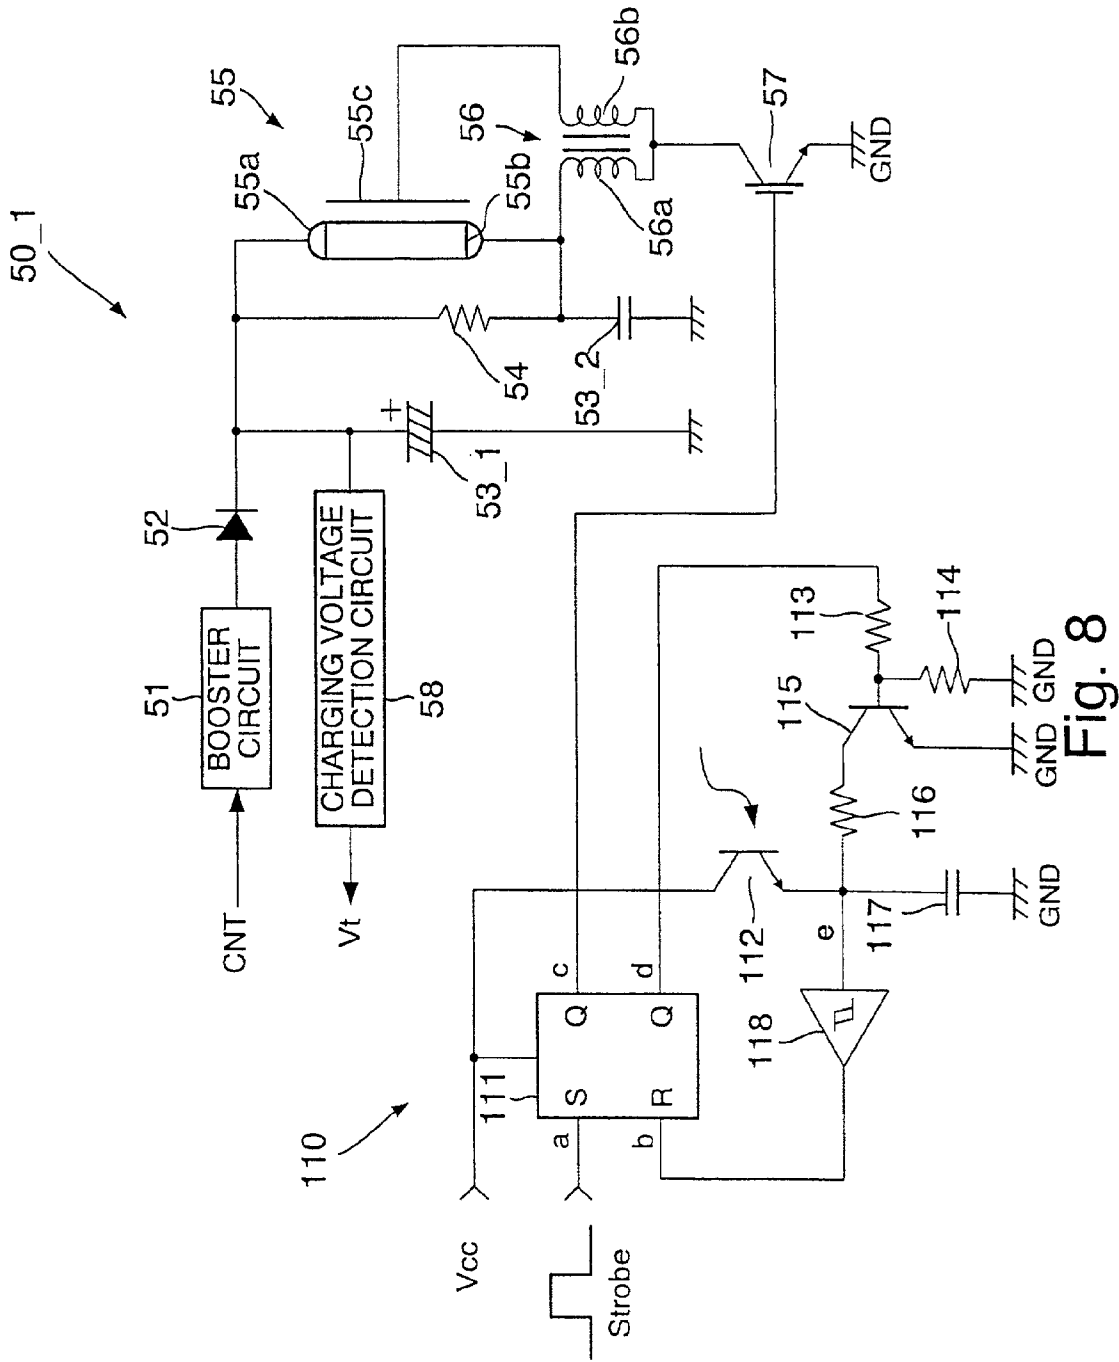 50_1
55
55a
55c
56
56b
55b
56a
57
GND
54
53_2
+
53_1
52
51
BOOSTER
CIRCUIT
CNT
CHARGING VOLTAGE
DETECTION CIRCUIT
58
Vt
110
Vcc
Strobe
111
a
S
Q
c
b
R
Q
d
112
e
118
117
GND
116
115
113
114
GND
GND
Fig. 8